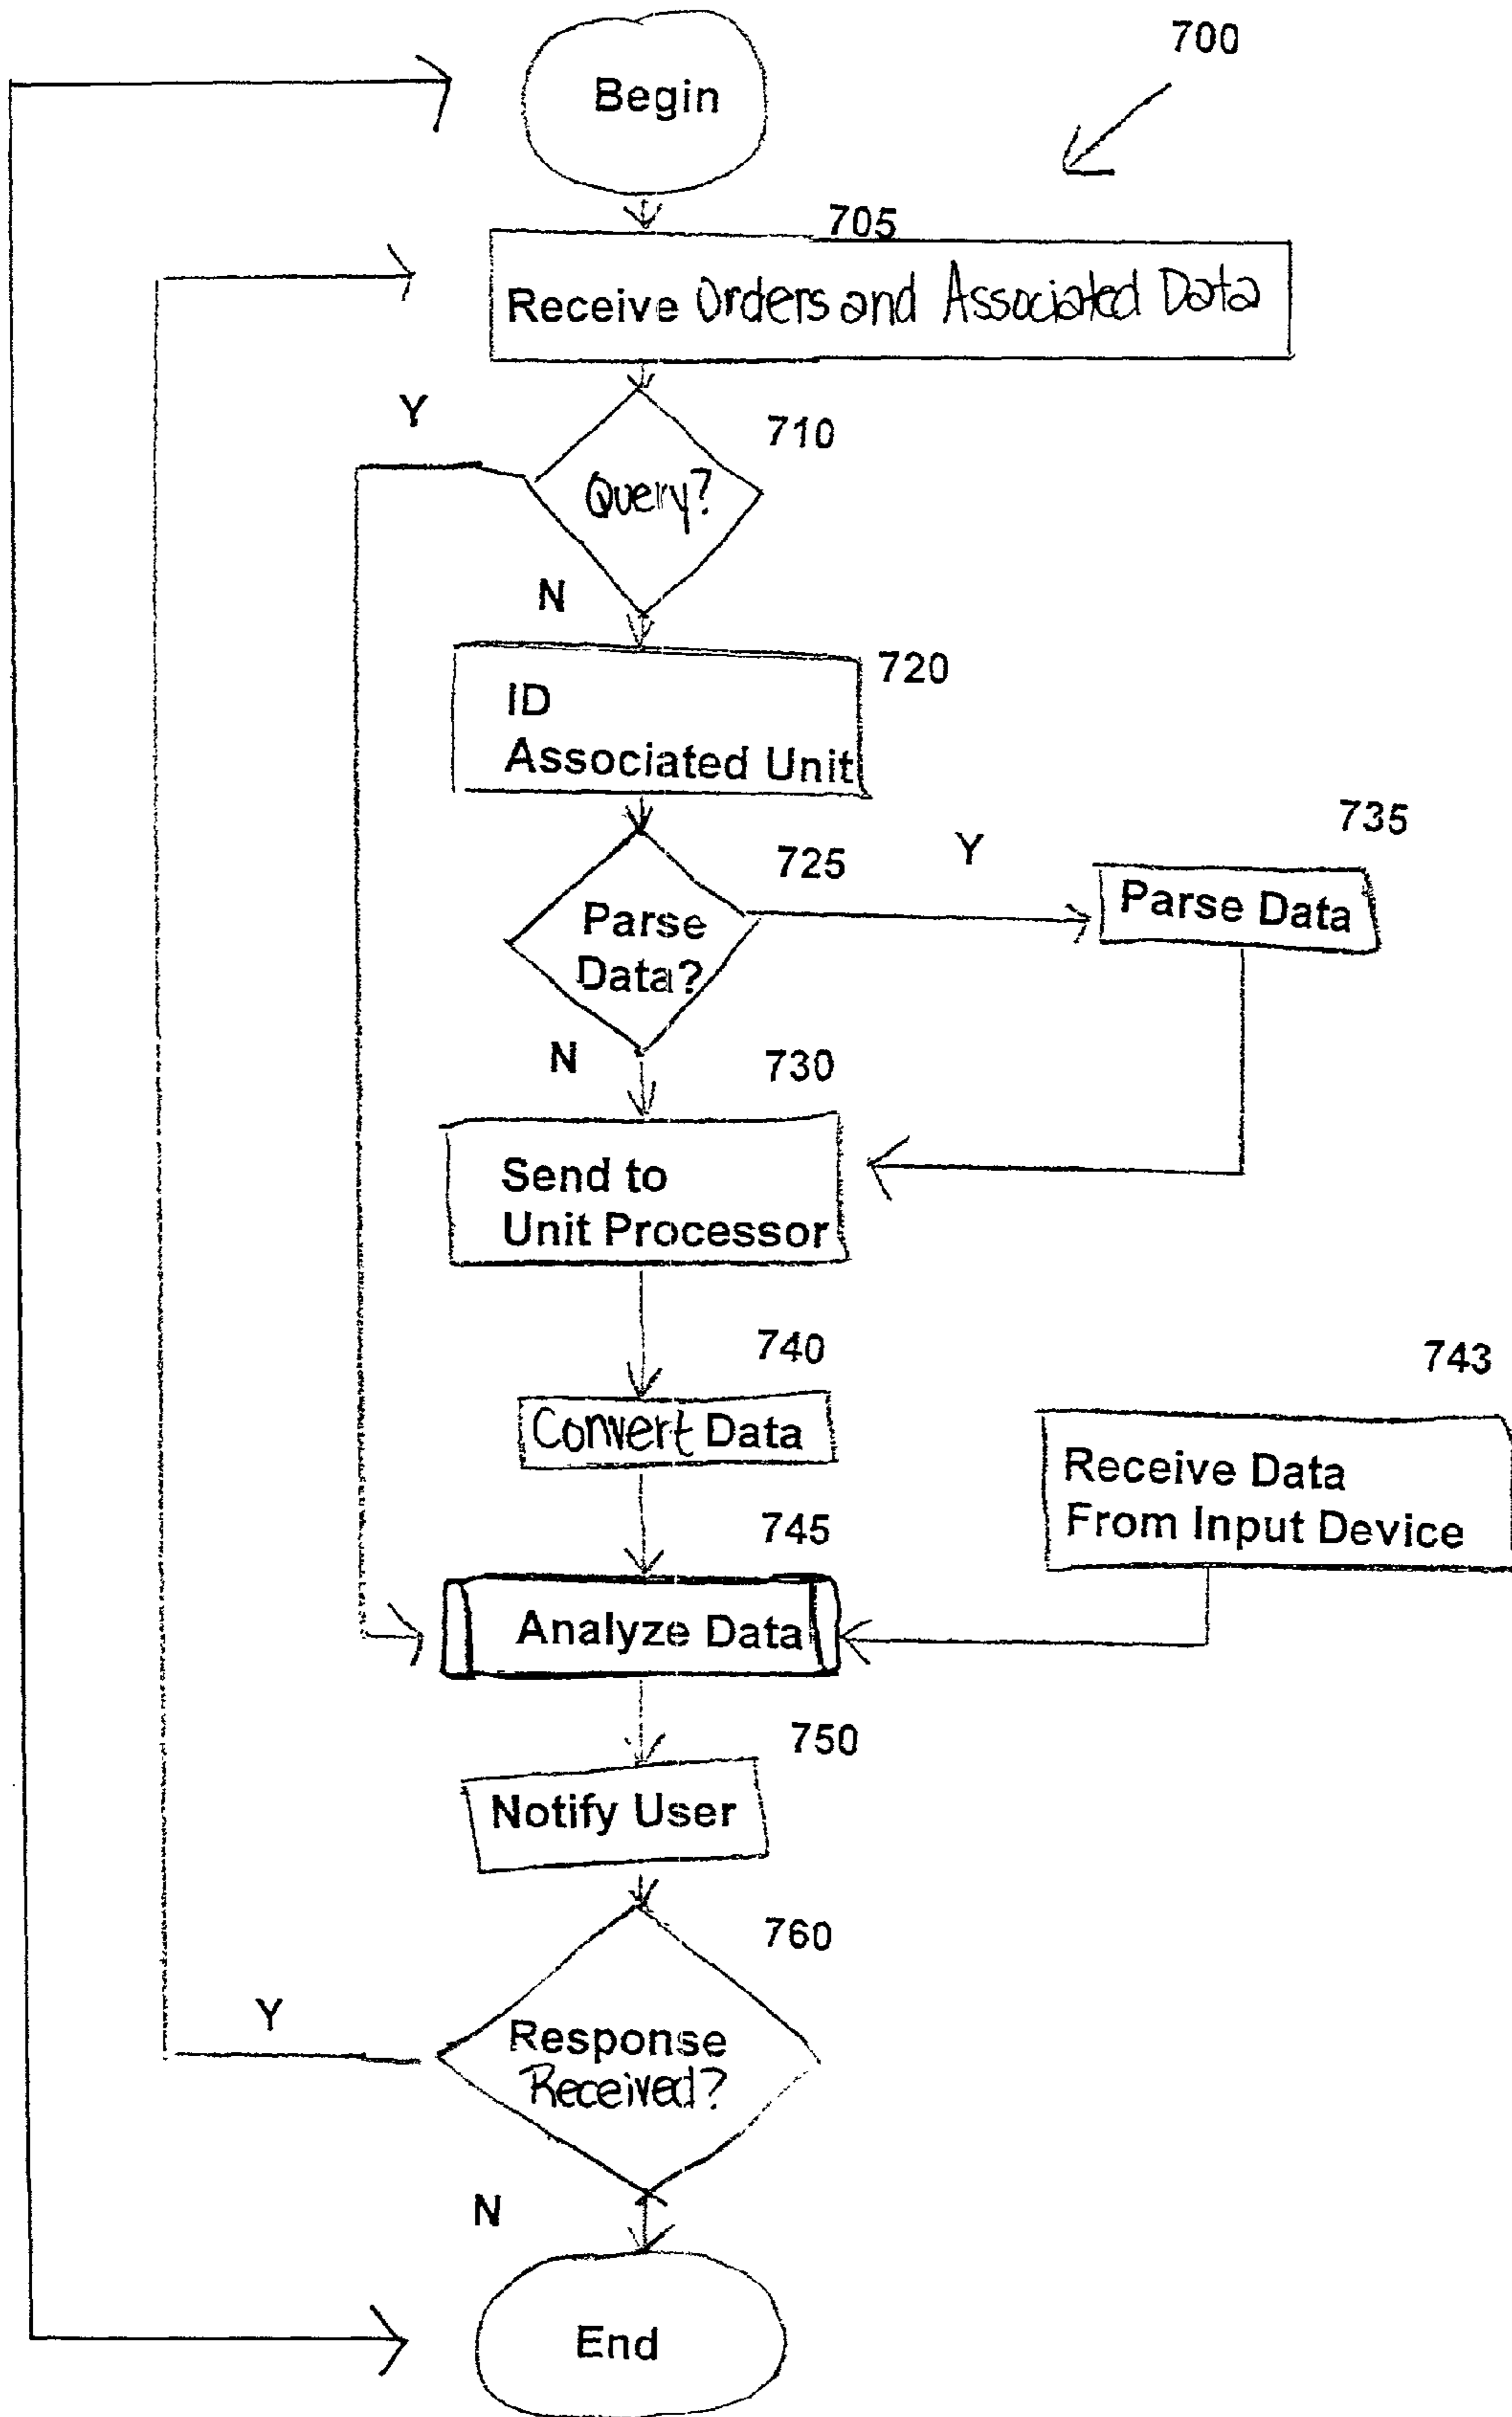 700
Begin
705
Receive Orders and Associated Data
Y
710
Query?
N
720
ID
Associated Unit
735
725
Y
Parse Data
Parse
Data?
N
730
Send to
Unit Processor
740
743
Convert Data
Receive Data
From Input Device
745
Analyze Data
750
Notify User
760
Y
Response
Received?
N
End